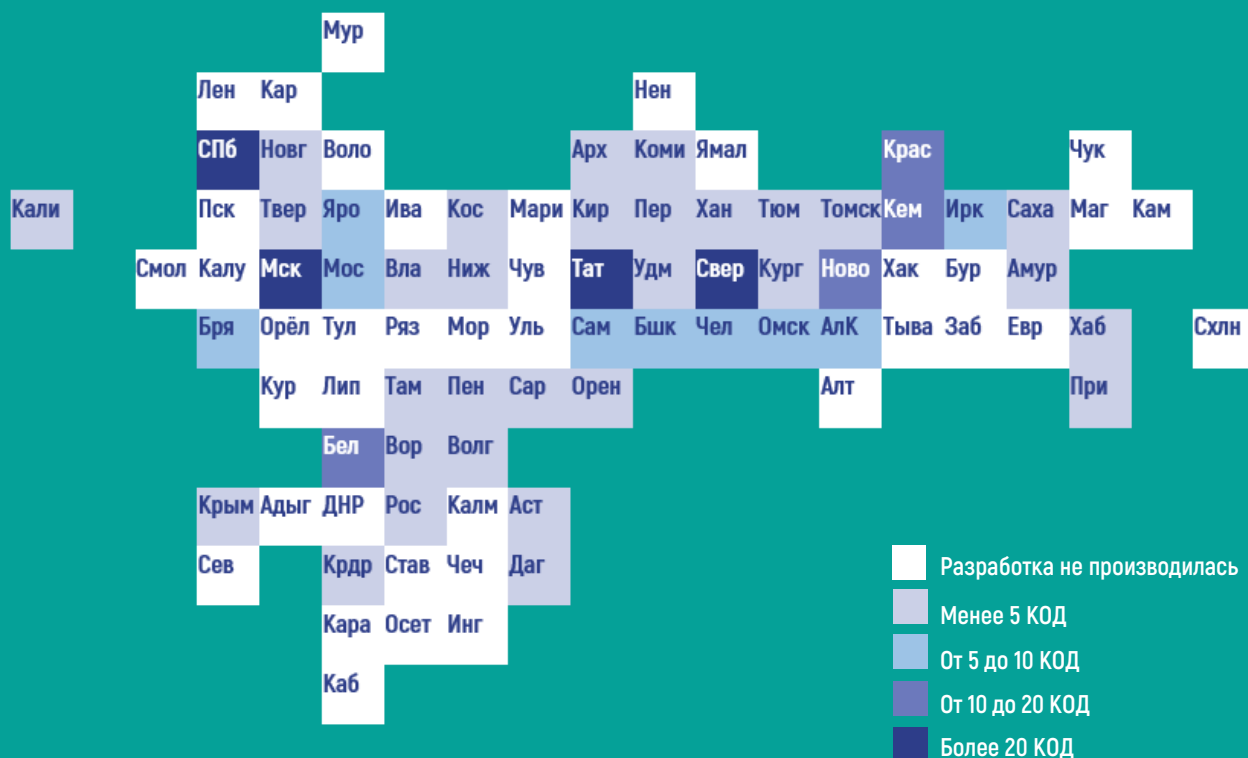 Мур
Лен Кар Нен
СПб Новг Воло Арх Коми Ямал Крас Чук
Кали Пск Твер Яро Ива Кос Мари Кир Пер Хан Тюм Томск Кем Ирк Саха Маг Кам
Смол Калу Мск Мос Вла Ниж Чув Тат Удм Свер Кург Ново Хак Бур Амур
Бря Орёл Тул Ряз Мор Уль Сам Бшк Чел Омск АлК Тыва Заб Евр Хаб Схлн
Кур Лип Там Пен Сар Орен Алт При
Бел Вор Волг
Крым Адыг ДНР Рос Калм Аст
Сев Крдр Став Чеч Даг
Кара Осет Инг
Каб
Разработка не производилась
Менее 5 КОД
От 5 до 10 КОД
От 10 до 20 КОД
Более 20 КОД